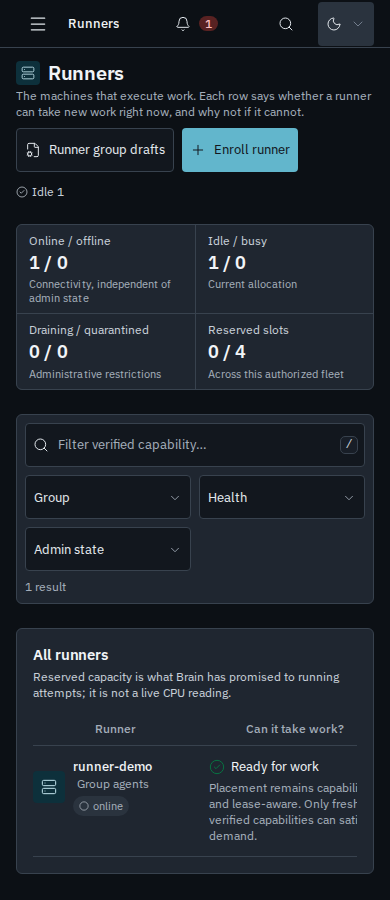 Runners
1
Runners
The machines that execute work. Each row says whether a runner
can take new work right now, and why not if it cannot.
Runner group drafts
Enroll runner
Idle 1
Online / offline
1 / 0
Connectivity, independent of
admin state
Idle / busy
1 / 0
Current allocation
Draining / quarantined
0 / 0
Administrative restrictions
Reserved slots
0 / 4
Across this authorized fleet
Filter verified capability...
/
Group
Health
Admin state
1 result
All runners
Reserved capacity is what Brain has promised to running
attempts; it is not a live CPU reading.
Runner
Can it take work?
runner-demo
Group agents
online
Ready for work
Placement remains capabili
and lease-aware. Only fresh
verified capabilities can sati
demand.